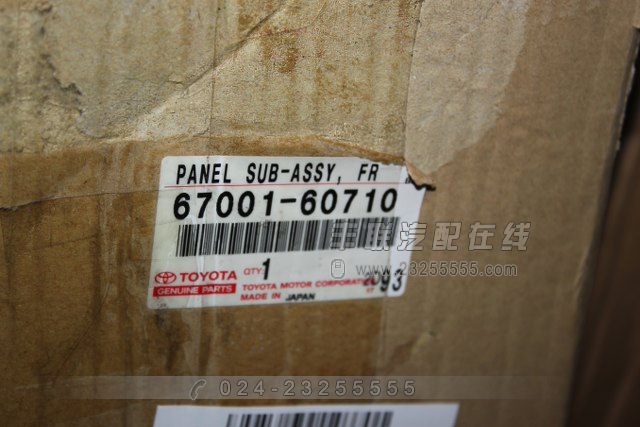 PANEL SUB-ASSY, FR
67001-60710
丰联汽配在线
www.23255555.com
TOYOTA QTY. 1
GENUINE PARTS TOYOTA MOTOR CORPORATION
MADE IN JAPAN
024-23255555